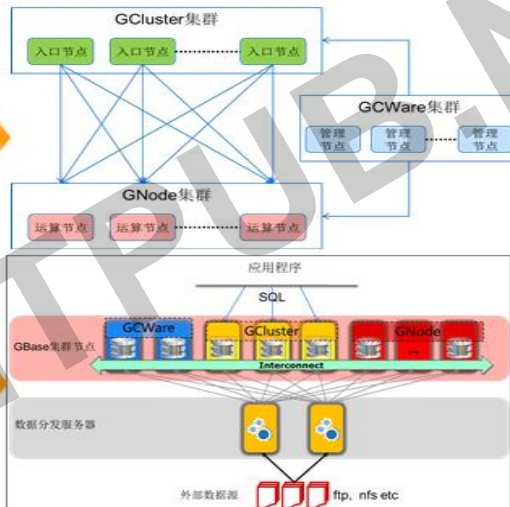 GCluster集群
入口节点 入口节点 入口节点
GCWare集群
管理节点 管理节点 管理节点
GNode集群
运算节点 运算节点 运算节点
应用程序
SQL
GCWare GCluster GNode
GBase集群节点
Interconnect
数据分发服务器
外部数据源 ftp, nfs etc